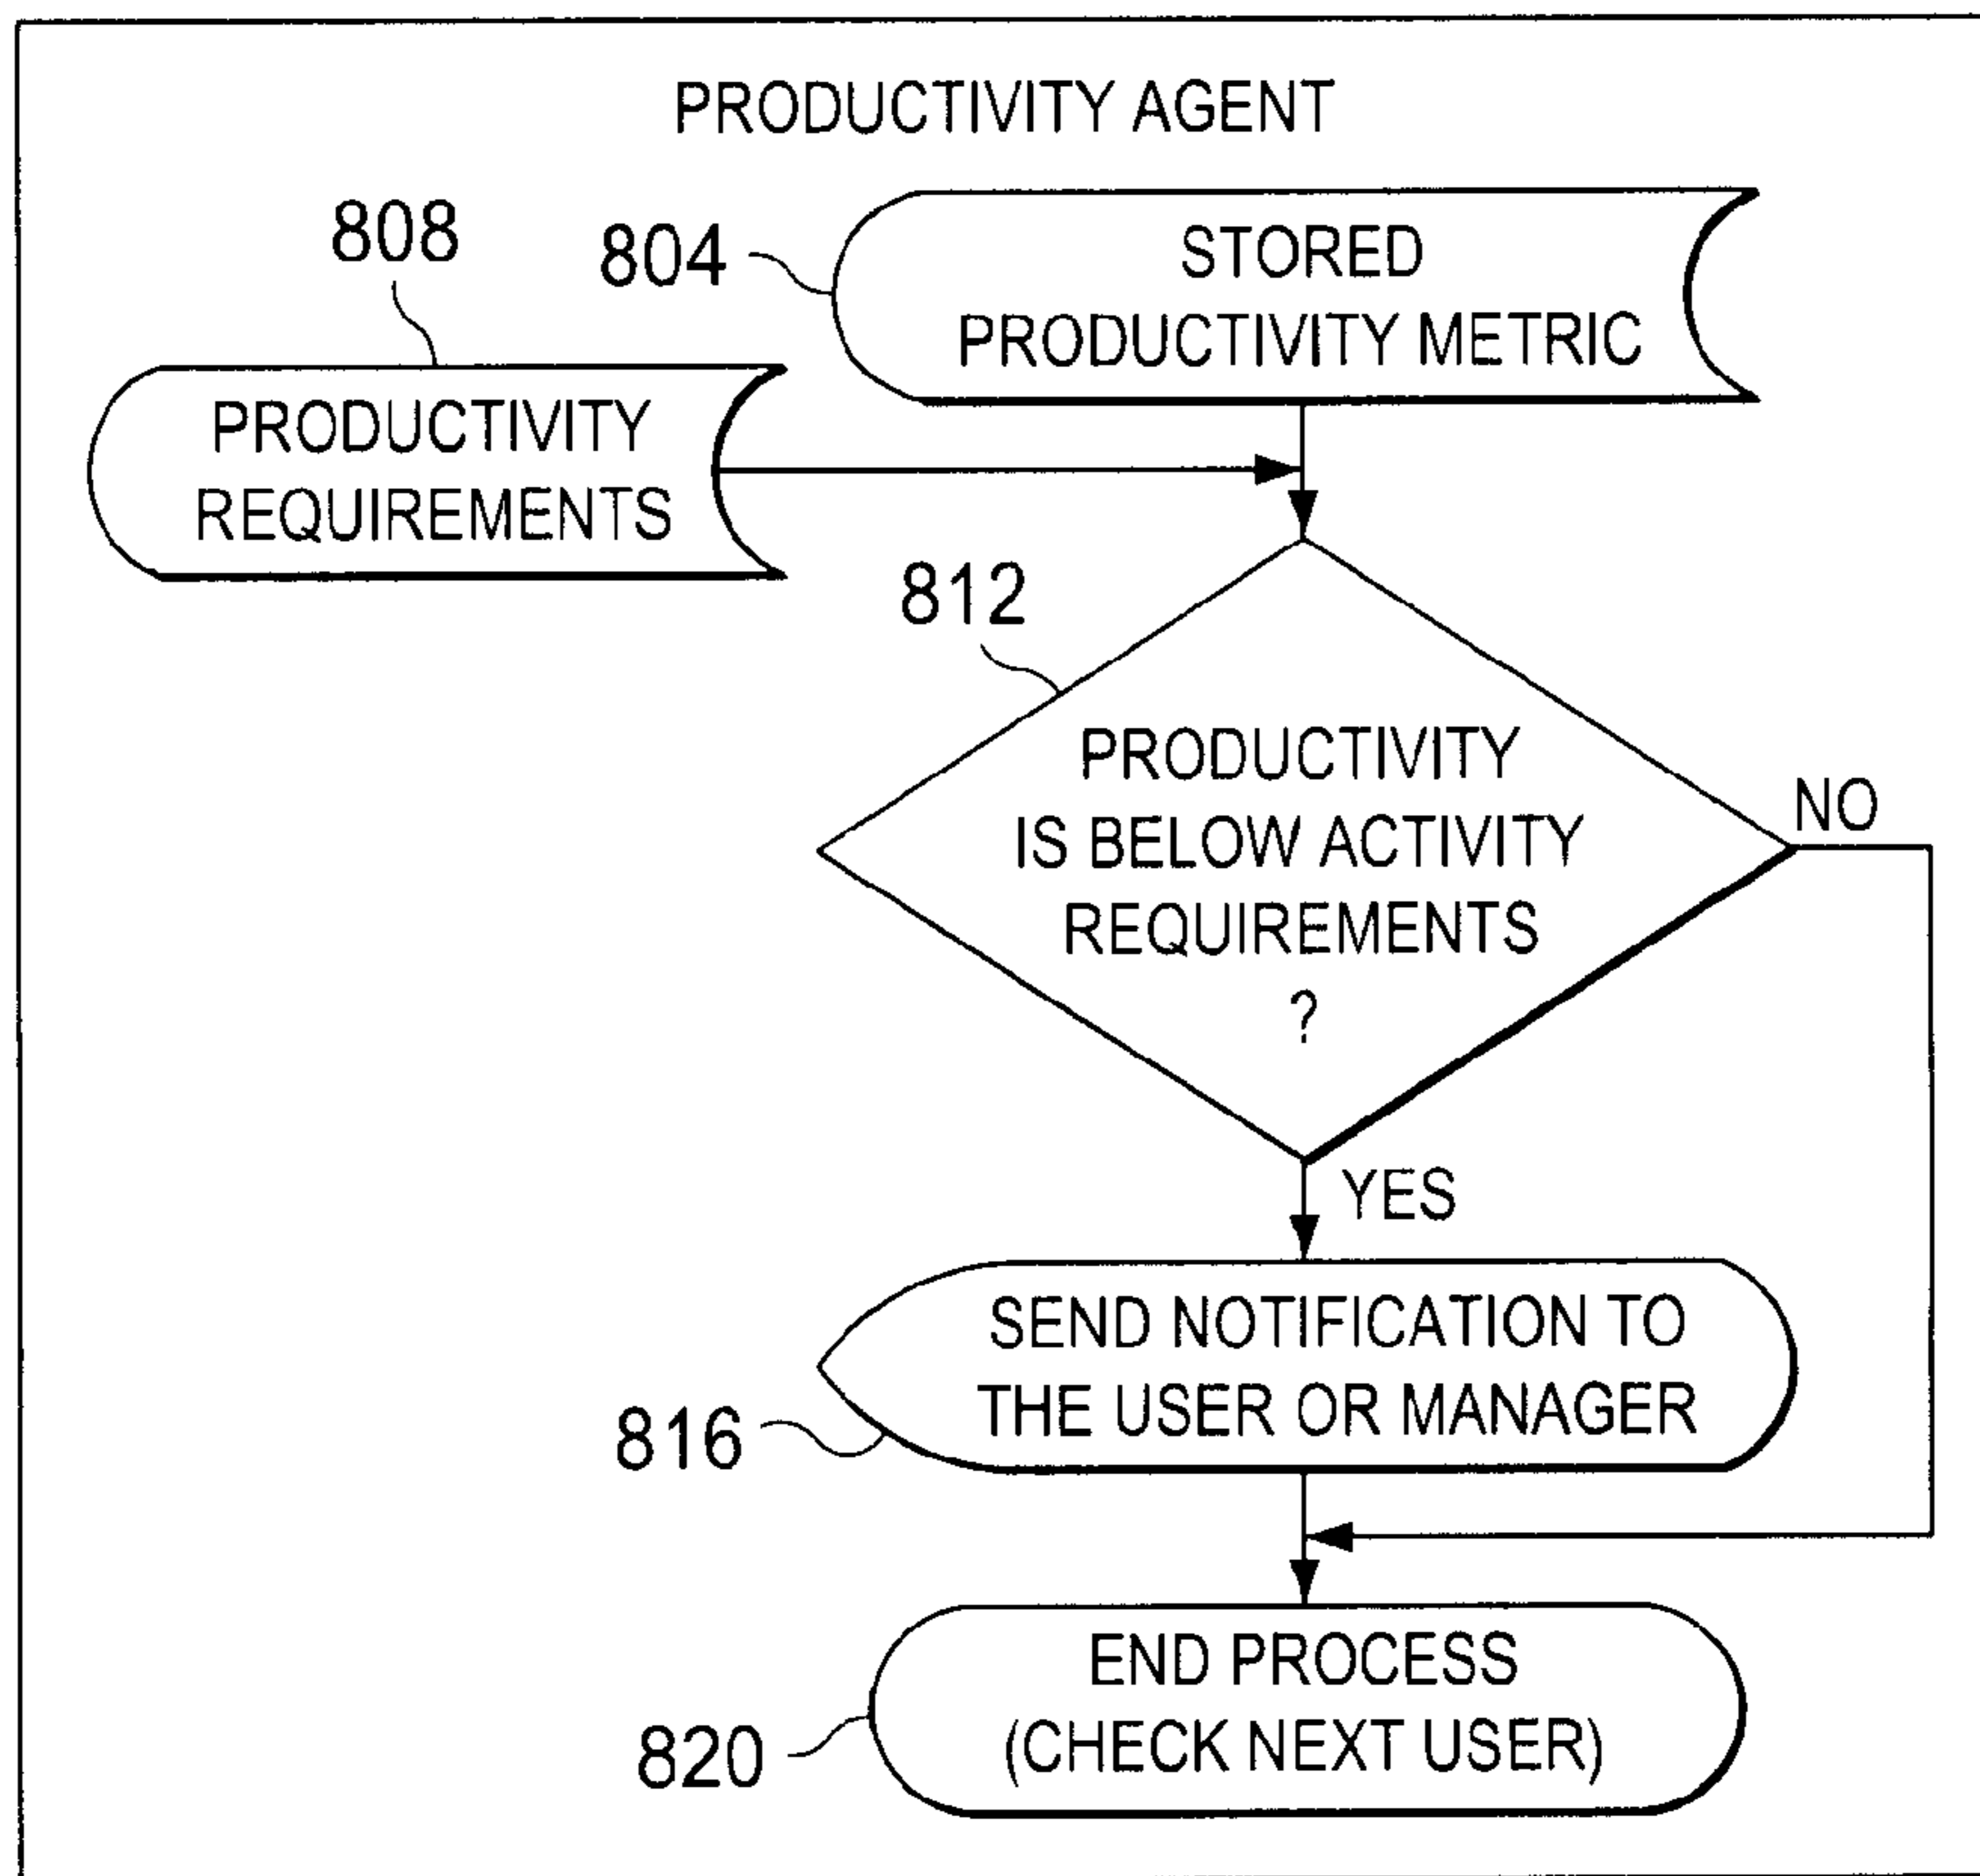 PRODUCTIVITY AGENT
808
804
STORED
PRODUCTIVITY METRIC
PRODUCTIVITY
REQUIREMENTS
812
PRODUCTIVITY
IS BELOW ACTIVITY
REQUIREMENTS
?
NO
YES
SEND NOTIFICATION TO
THE USER OR MANAGER
816
END PROCESS
(CHECK NEXT USER)
820